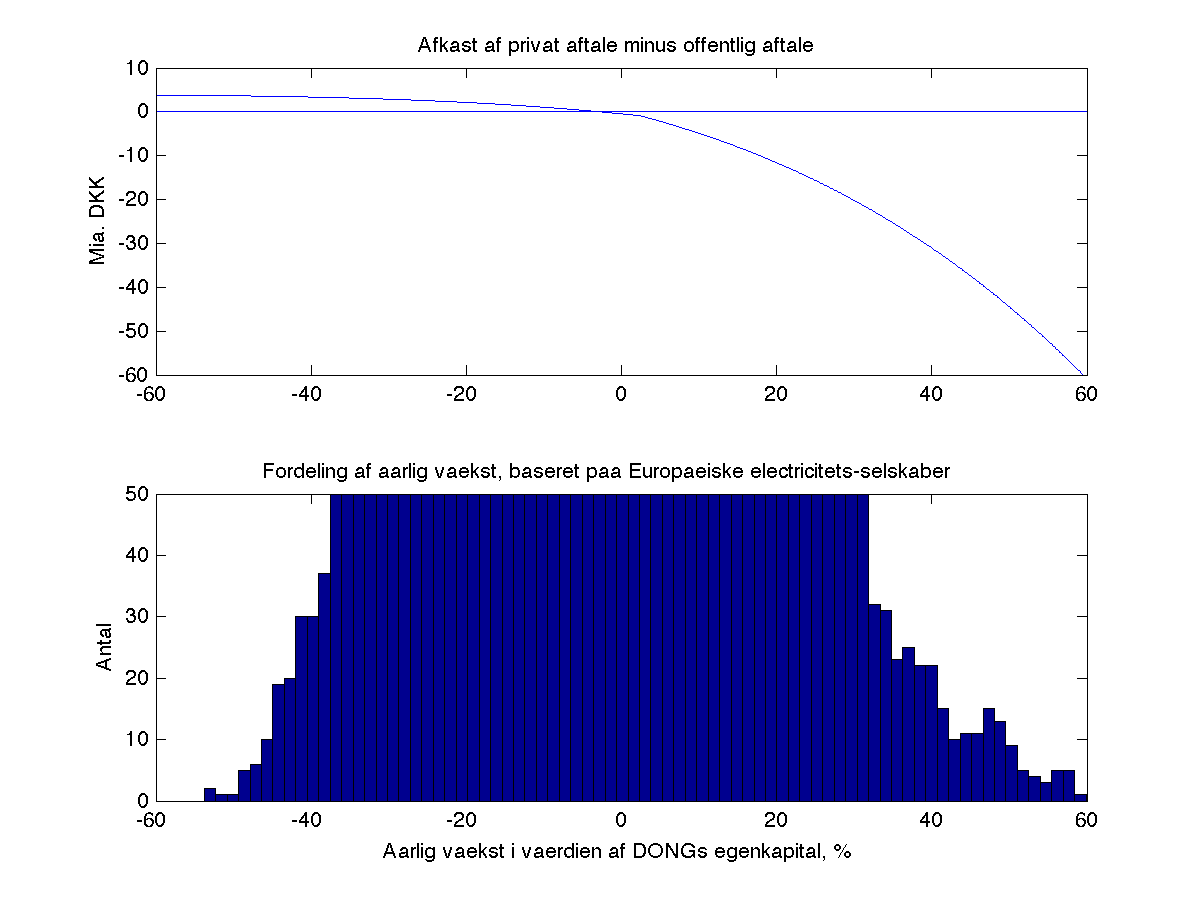 Afkast af privat aftale minus offentlig aftale
10
0
-10
-20
-30
-40
-50
-60
Mia. DKK
-60 -40 -20 0 20 40 60
Fordeling af aarlig vaekst, baseret paa Europaeiske electricitets-selskaber
50
40
30
20
10
0
Antal
-60 -40 -20 0 20 40 60
Aarlig vaekst i vaerdien af DONGs egenkapital, %